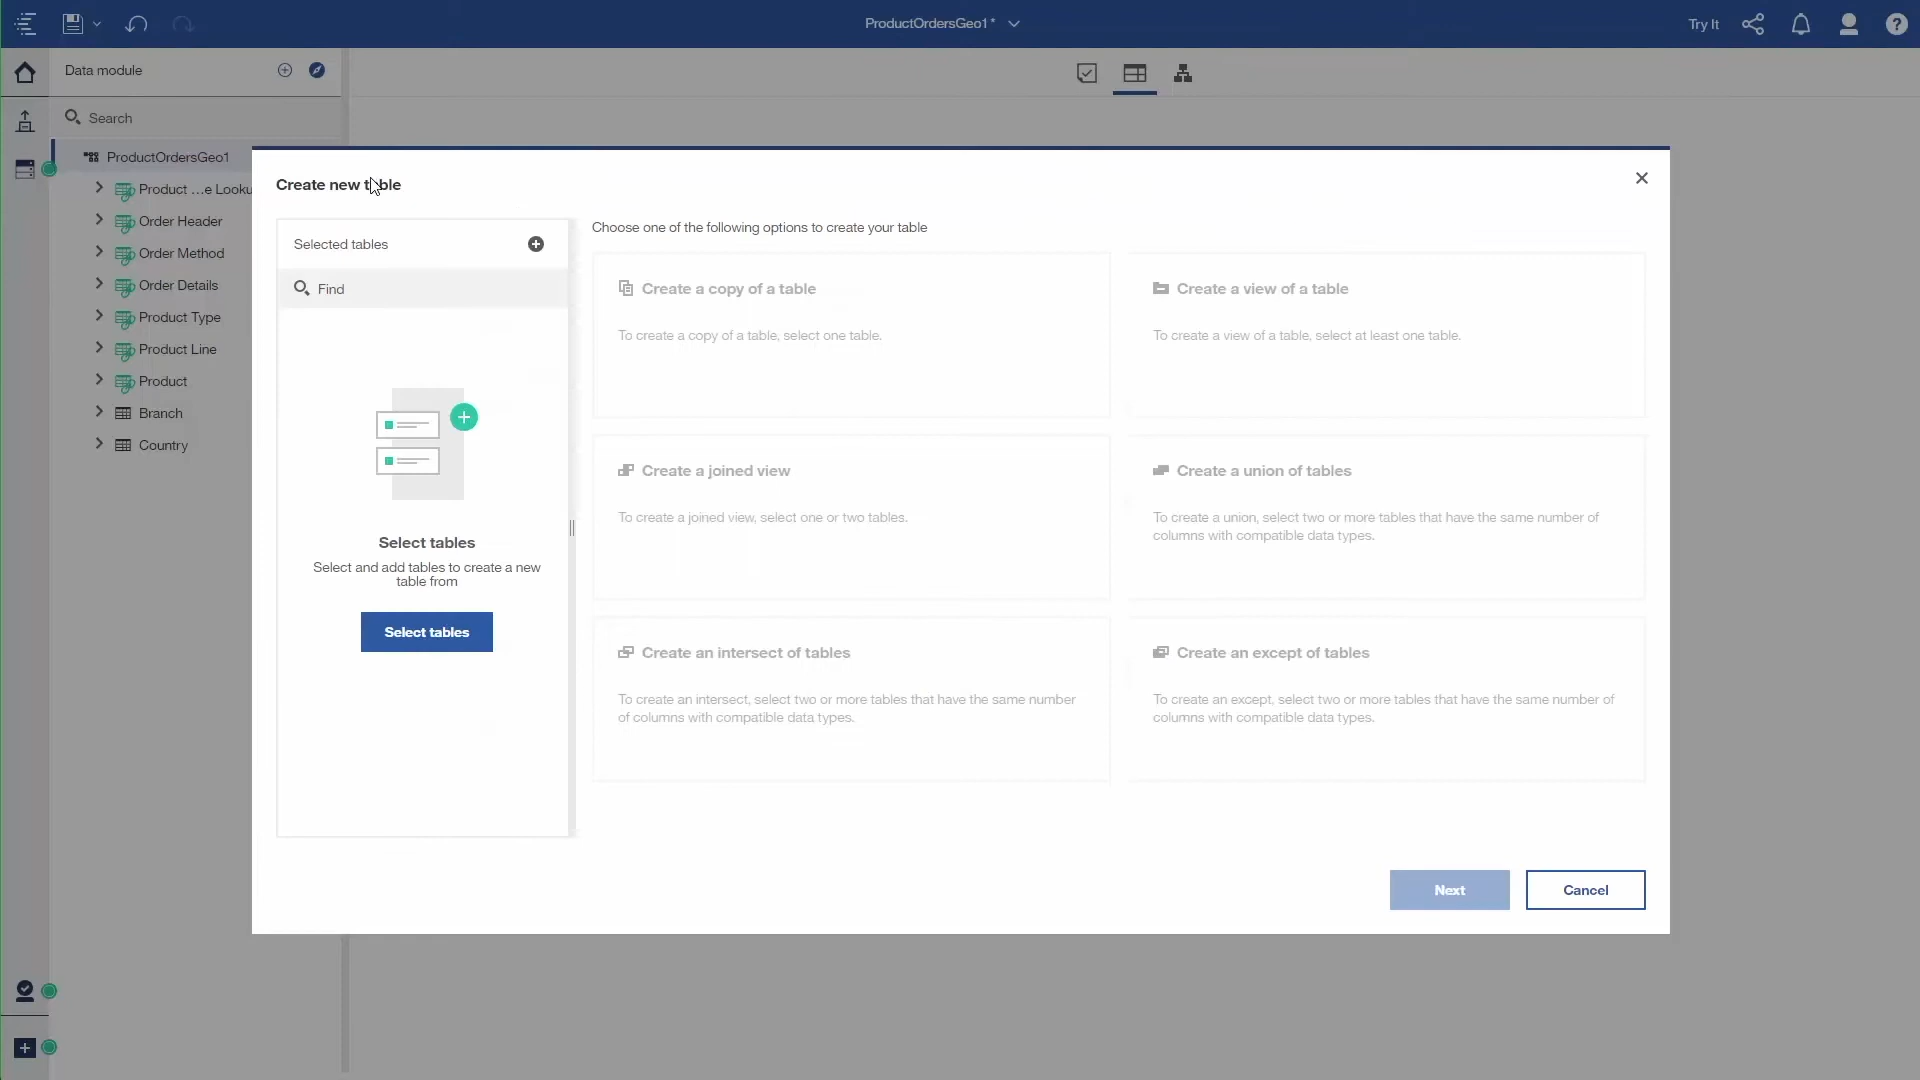 ProductOrdersGeo1 *
Try It
Data module
Search
ProductOrdersGeo1
Product ...e Looku
Order Header
Order Method
Order Details
Product Type
Product Line
Product
Branch
Country
Create new table
Selected tables
Find
Select tables
Select and add tables to create a new
table from
Select tables
Choose one of the following options to create your table
Create a copy of a table
To create a copy of a table, select one table.
Create a view of a table
To create a view of a table, select at least one table.
Create a joined view
To create a joined view, select one or two tables.
Create a union of tables
To create a union, select two or more tables that have the same number of
columns with compatible data types.
Create an intersect of tables
To create an intersect, select two or more tables that have the same number
of columns with compatible data types.
Create an except of tables
To create an except, select two or more tables that have the same number of
columns with compatible data types.
Next
Cancel